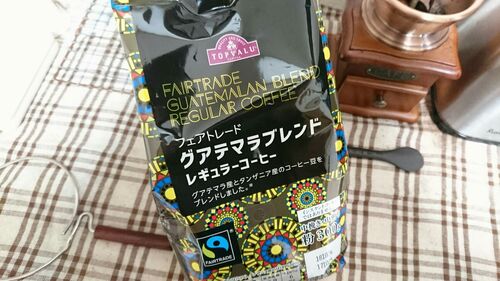 TOPVALU
FAIRTRADE
GUATEMALAN BLEND
REGULAR COFFEE
フェアトレード
グアテマラブレンド
レギュラーコーヒー
グアテマラ産とタンザニア産のコーヒー豆を
ブレンドしました。※
FAIRTRADE
粉 300g